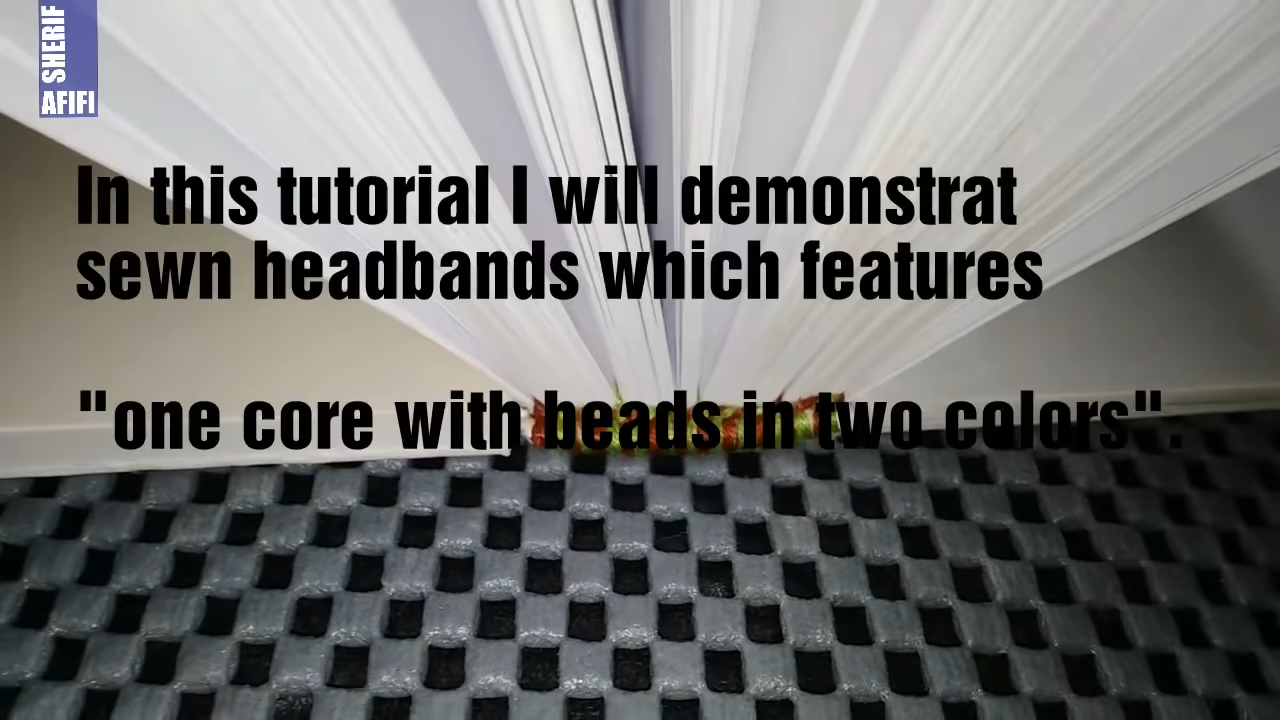 SHERIF
AFIFI
In this tutorial I will demonstrat
sewn headbands which features
"one core with beads in two colors".